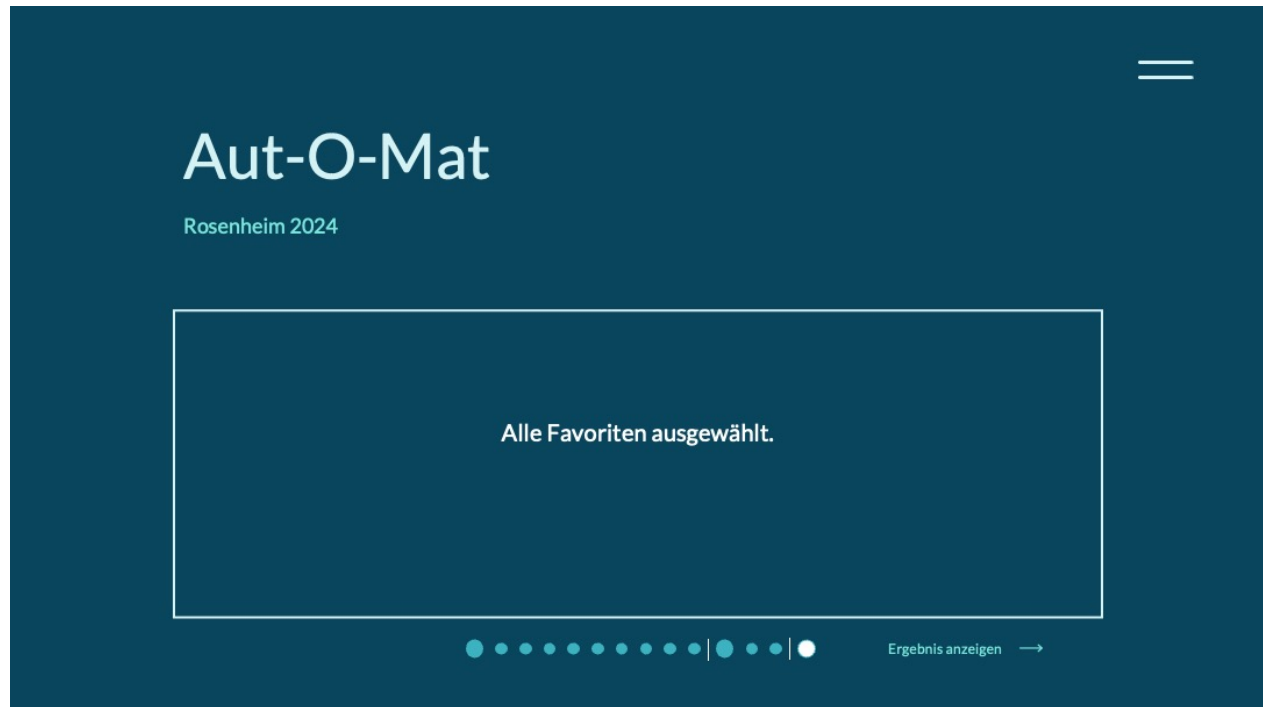 Aut-O-Mat
Rosenheim 2024
Alle Favoriten ausgewählt.
Ergebnis anzeigen →